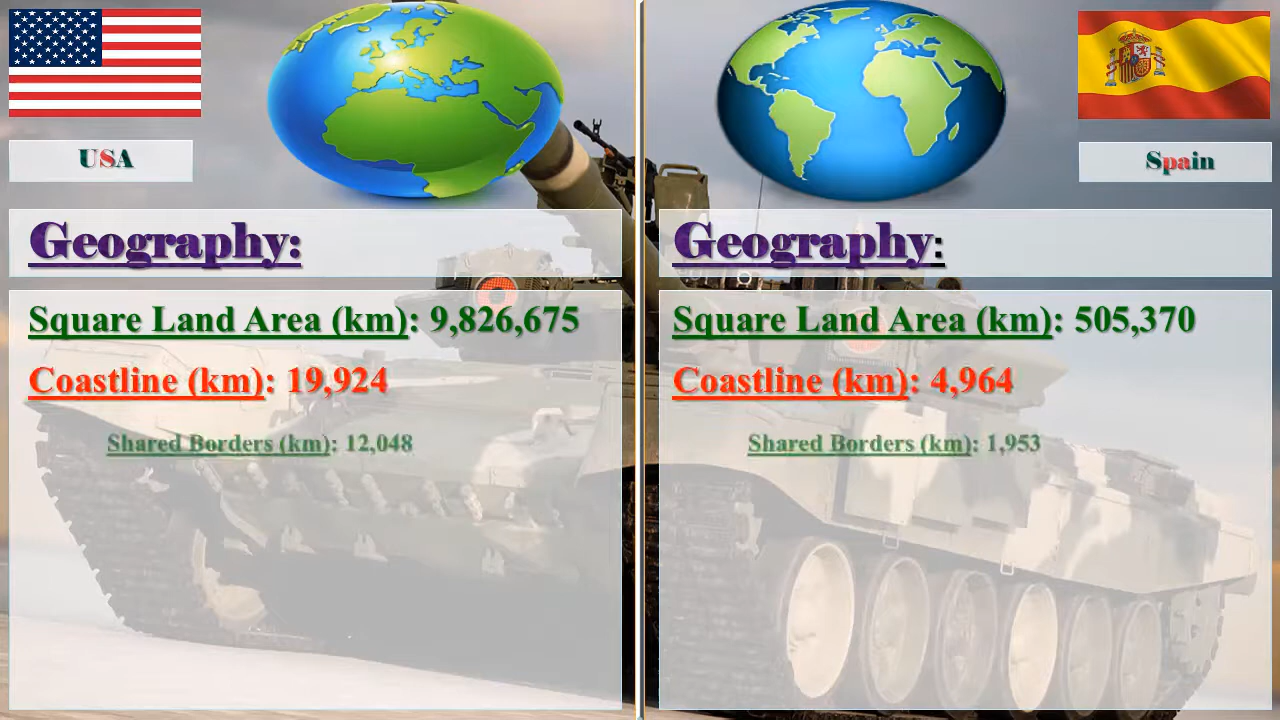 USA
Geography:
Square Land Area (km): 9,826,675
Coastline (km): 19,924
Shared Borders (km): 12,048
Spain
Geography:
Square Land Area (km): 505,370
Coastline (km): 4,964
Shared Borders (km): 1,953